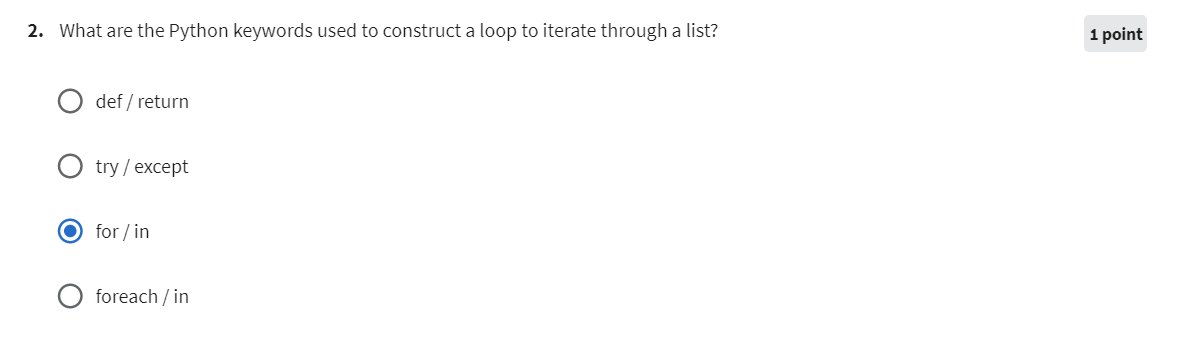 2. What are the Python keywords used to construct a loop to iterate through a list?
1 point
def / return
try / except
for / in
foreach / in